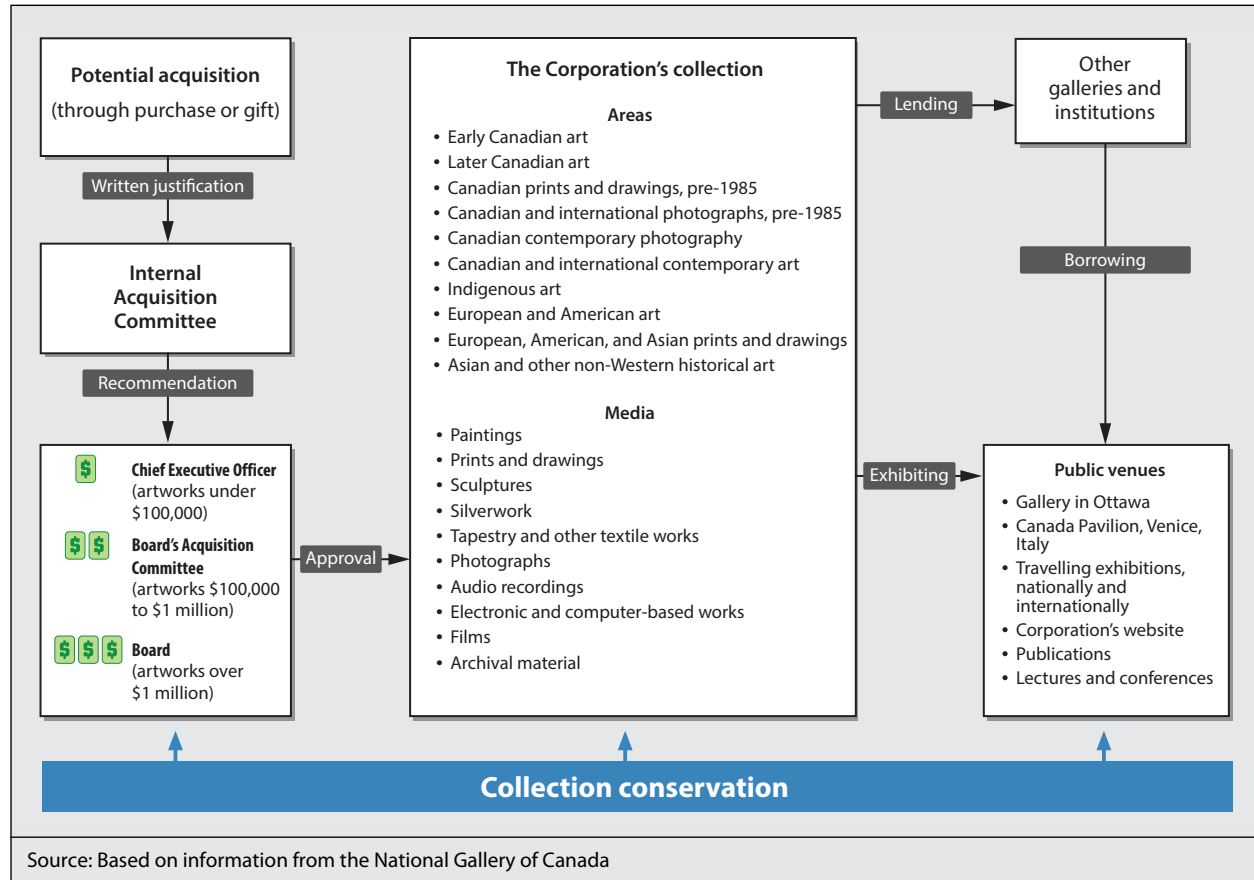 Potential acquisition
(through purchase or gift)
Written justification
Internal
Acquisition
Committee
Recommendation
$
Chief Executive Officer
(artworks under
$100,000)
$ $
Board's Acquisition
Committee
(artworks $100,000
to $1 million)
$ $ $
Board
(artworks over
$1 million)
Approval
The Corporation's collection
Areas
• Early Canadian art
• Later Canadian art
• Canadian prints and drawings, pre-1985
• Canadian and international photographs, pre-1985
• Canadian contemporary photography
• Canadian and international contemporary art
• Indigenous art
• European and American art
• European, American, and Asian prints and drawings
• Asian and other non-Western historical art
Media
• Paintings
• Prints and drawings
• Sculptures
• Silverwork
• Tapestry and other textile works
• Photographs
• Audio recordings
• Electronic and computer-based works
• Films
• Archival material
Lending
Other
galleries and
institutions
Borrowing
Exhibiting
Public venues
• Gallery in Ottawa
• Canada Pavilion, Venice,
Italy
• Travelling exhibitions,
nationally and
internationally
• Corporation's website
• Publications
• Lectures and conferences
Collection conservation
Source: Based on information from the National Gallery of Canada